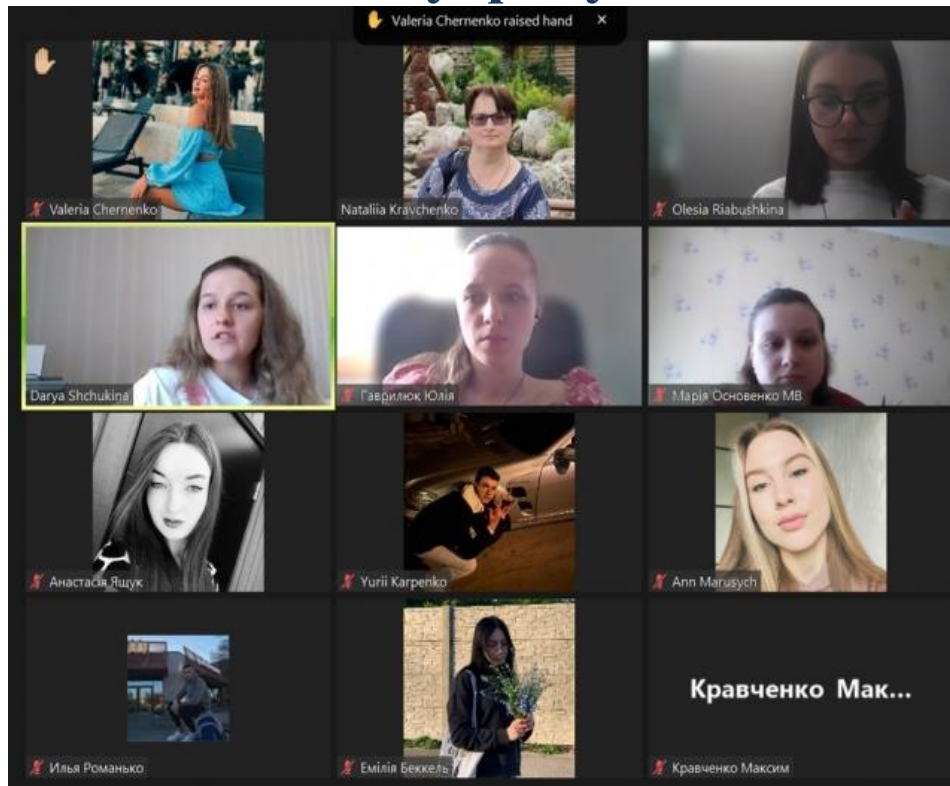 Valeria Chernenko raised hand
Valeria Chernenko
Nataliia Kravchenko
Olesia Riabushkina
Darya Shchukina
Гаврилюк Юлія
Марія Основенко МВ
Анастасія Ящук
Yurii Karpenko
Ann Marusych
Илья Романько
Емілія Беккель
Кравченко Мак...
Кравченко Максим